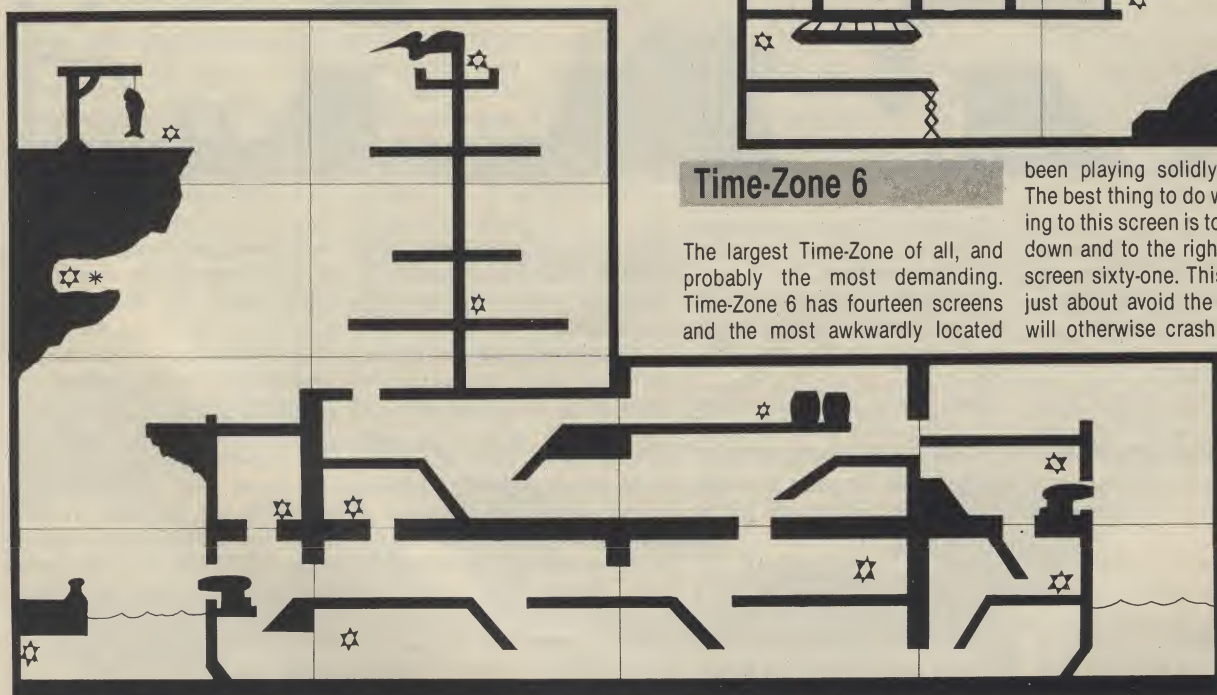 Time-Zone 6
The largest Time-Zone of all, and
probably the most demanding.
Time-Zone 6 has fourteen screens
and the most awkwardly located
been playing solidly
The best thing to do w
ing to this screen is to
down and to the righ
screen sixty-one. This
just about avoid the
will otherwise crash